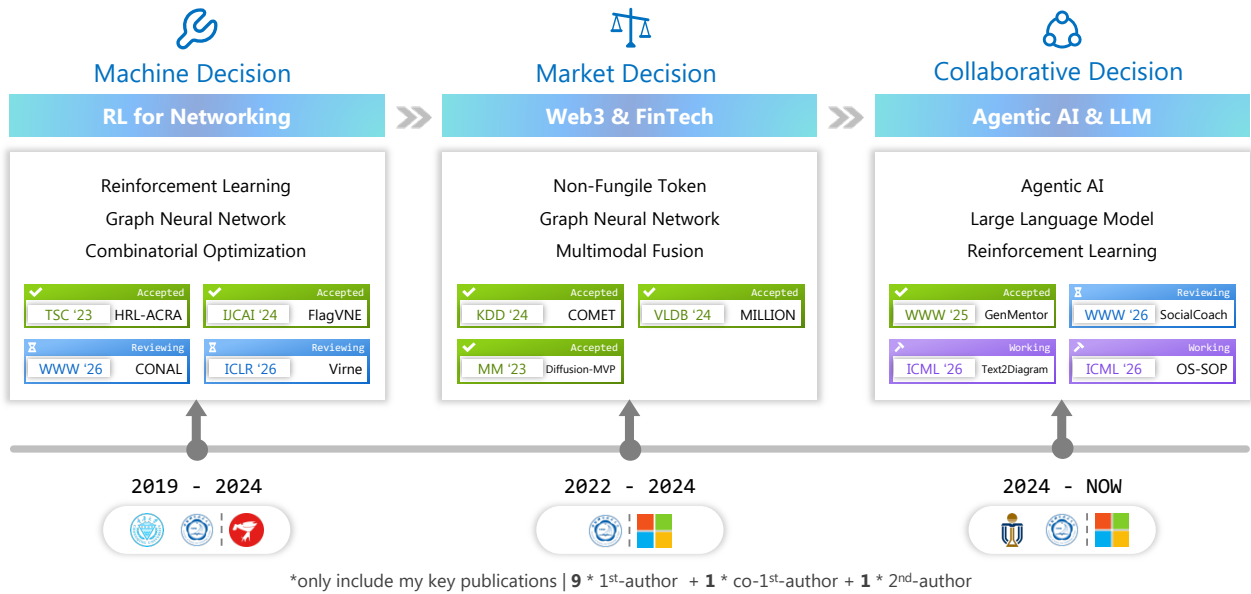 Machine Decision
RL for Networking
Reinforcement Learning
Graph Neural Network
Combinatorial Optimization
Accepted
TSC ‘23 HRL-ACRA
Accepted
IJCAI ‘24 FlagVNE
Reviewing
WWW ‘26 CONAL
Reviewing
ICLR ‘26 Virne
2019 - 2024
Market Decision
Web3 & FinTech
Non-Fungile Token
Graph Neural Network
Multimodal Fusion
Accepted
KDD ‘24 COMET
Accepted
VLDB ‘24 MILLION
Accepted
MM ‘23 Diffusion-MVP
2022 - 2024
Collaborative Decision
Agentic AI & LLM
Agentic AI
Large Language Model
Reinforcement Learning
Accepted
WWW ‘25 GenMentor
Reviewing
WWW ‘26 SocialCoach
Working
ICML ‘26 Text2Diagram
Working
ICML ‘26 OS-SOP
2024 - NOW
*only include my key publications | 9 * 1st-author + 1 * co-1st-author + 1 * 2nd-author